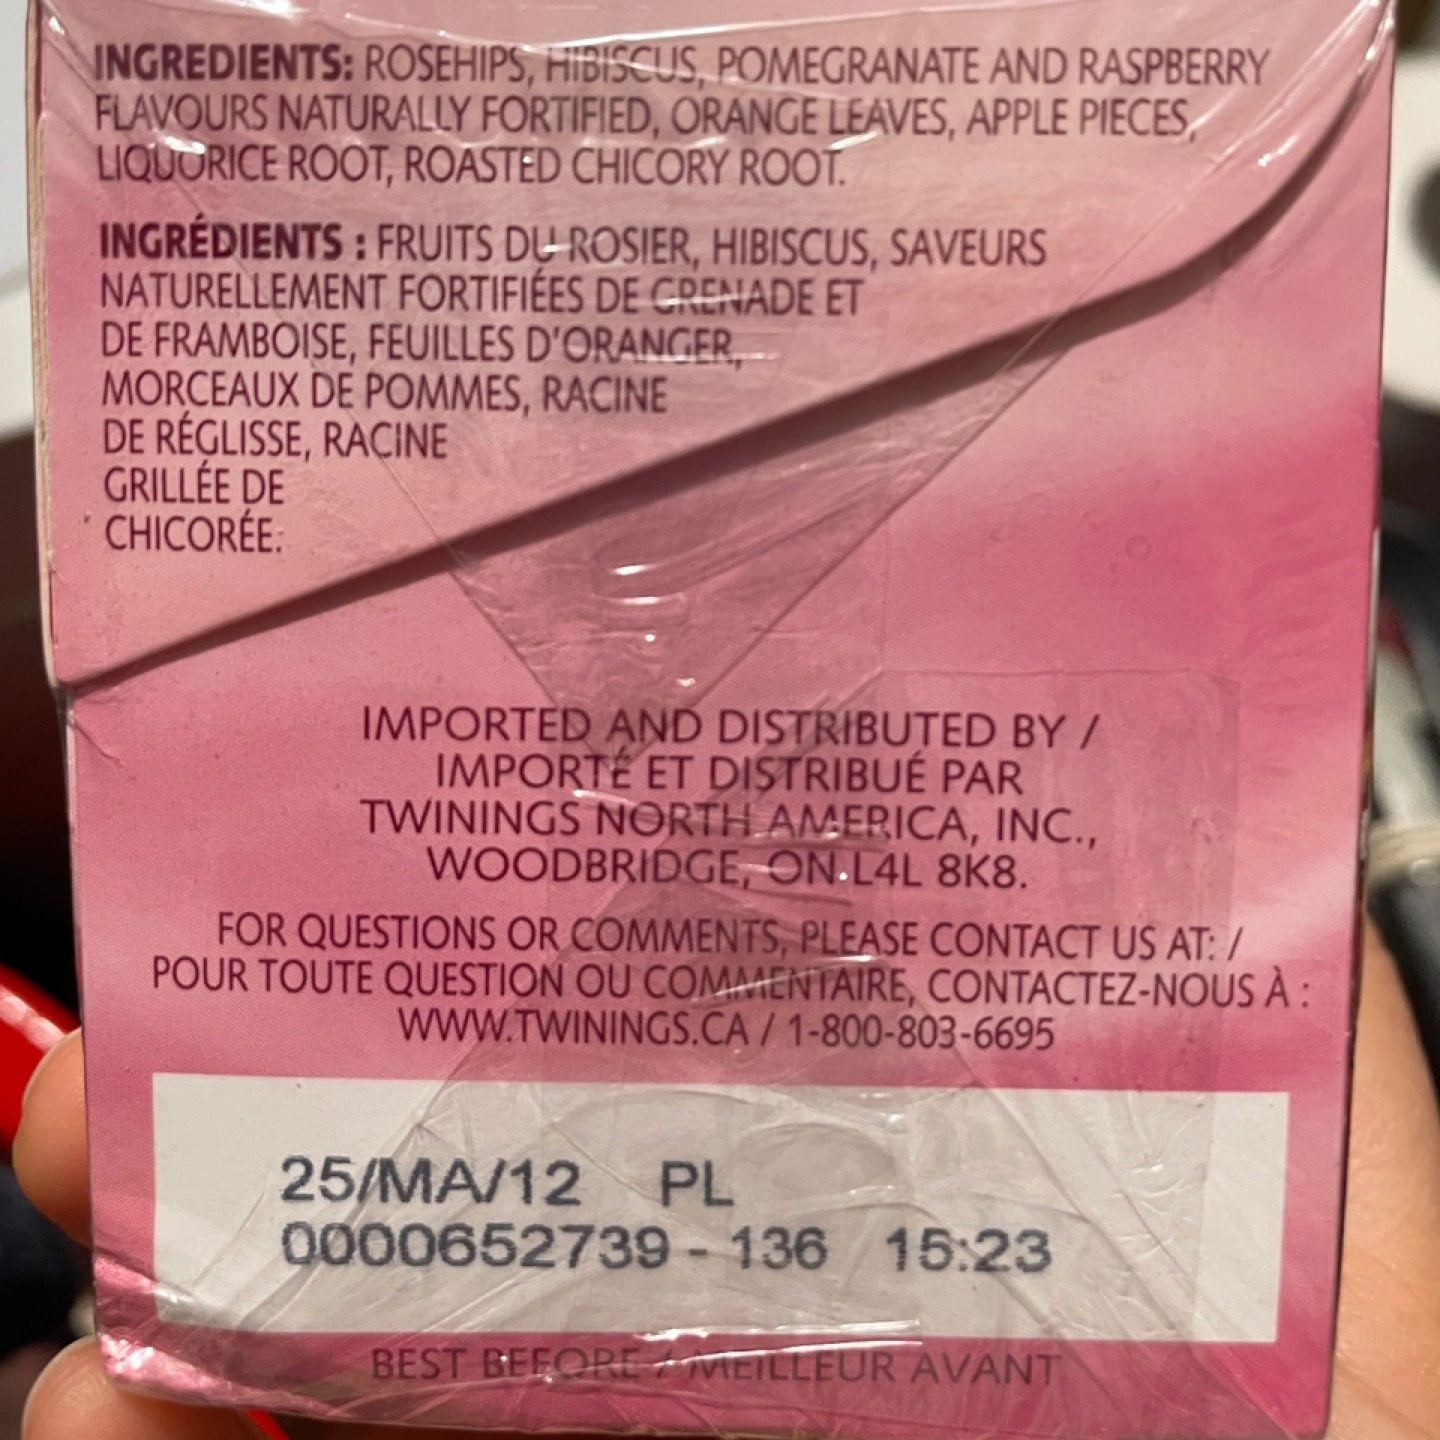 INGREDIENTS: ROSEHIPS, HIBISCUS, POMEGRANATE AND RASPBERRY
FLAVOURS NATURALLY FORTIFIED, ORANGE LEAVES, APPLE PIECES,
LIQUORICE ROOT, ROASTED CHICORY ROOT.
INGRÉDIENTS : FRUITS DU ROSIER, HIBISCUS, SAVEURS
NATURELLEMENT FORTIFIÉES DE GRENADE ET
DE FRAMBOISE, FEUILLES D'ORANGER,
MORCEAUX DE POMMES, RACINE
DE RÉGLISSE, RACINE
GRILLÉE DE
CHICORÉE.
IMPORTED AND DISTRIBUTED BY /
IMPORTÉ ET DISTRIBUÉ PAR
TWININGS NORTH AMERICA, INC.,
WOODBRIDGE, ON L4L 8K8.
FOR QUESTIONS OR COMMENTS, PLEASE CONTACT US AT: /
POUR TOUTE QUESTION OU COMMENTAIRE, CONTACTEZ-NOUS À :
WWW.TWININGS.CA / 1-800-803-6695
25/MA/12 PL
0000652739 - 136 15:23
BEST BEFORE / MEILLEUR AVANT